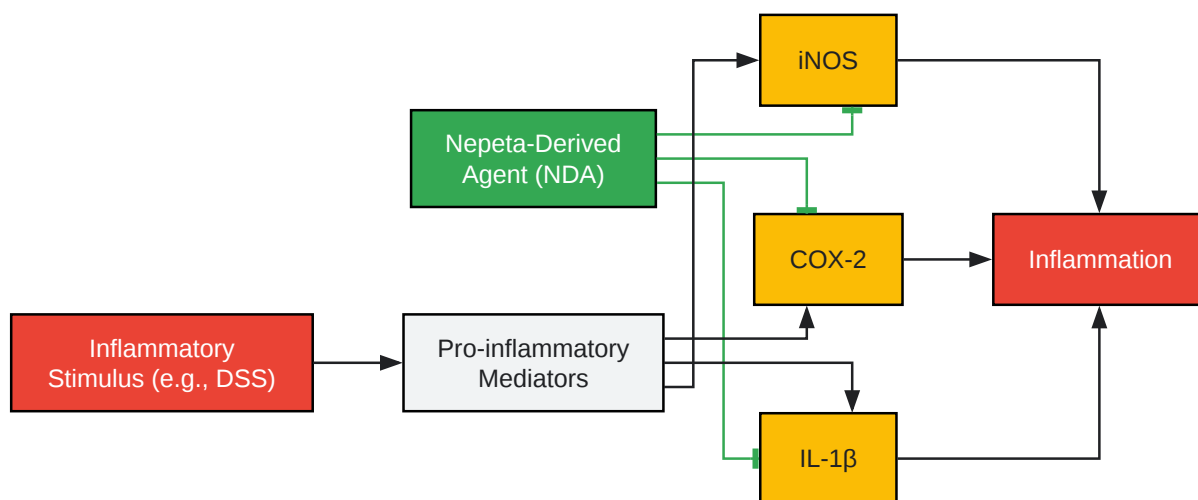 iNOS
Nepeta-Derived
Agent (NDA)
COX-2
Inflammation
Inflammatory
Stimulus (e.g., DSS)
Pro-inflammatory
Mediators
IL-1β